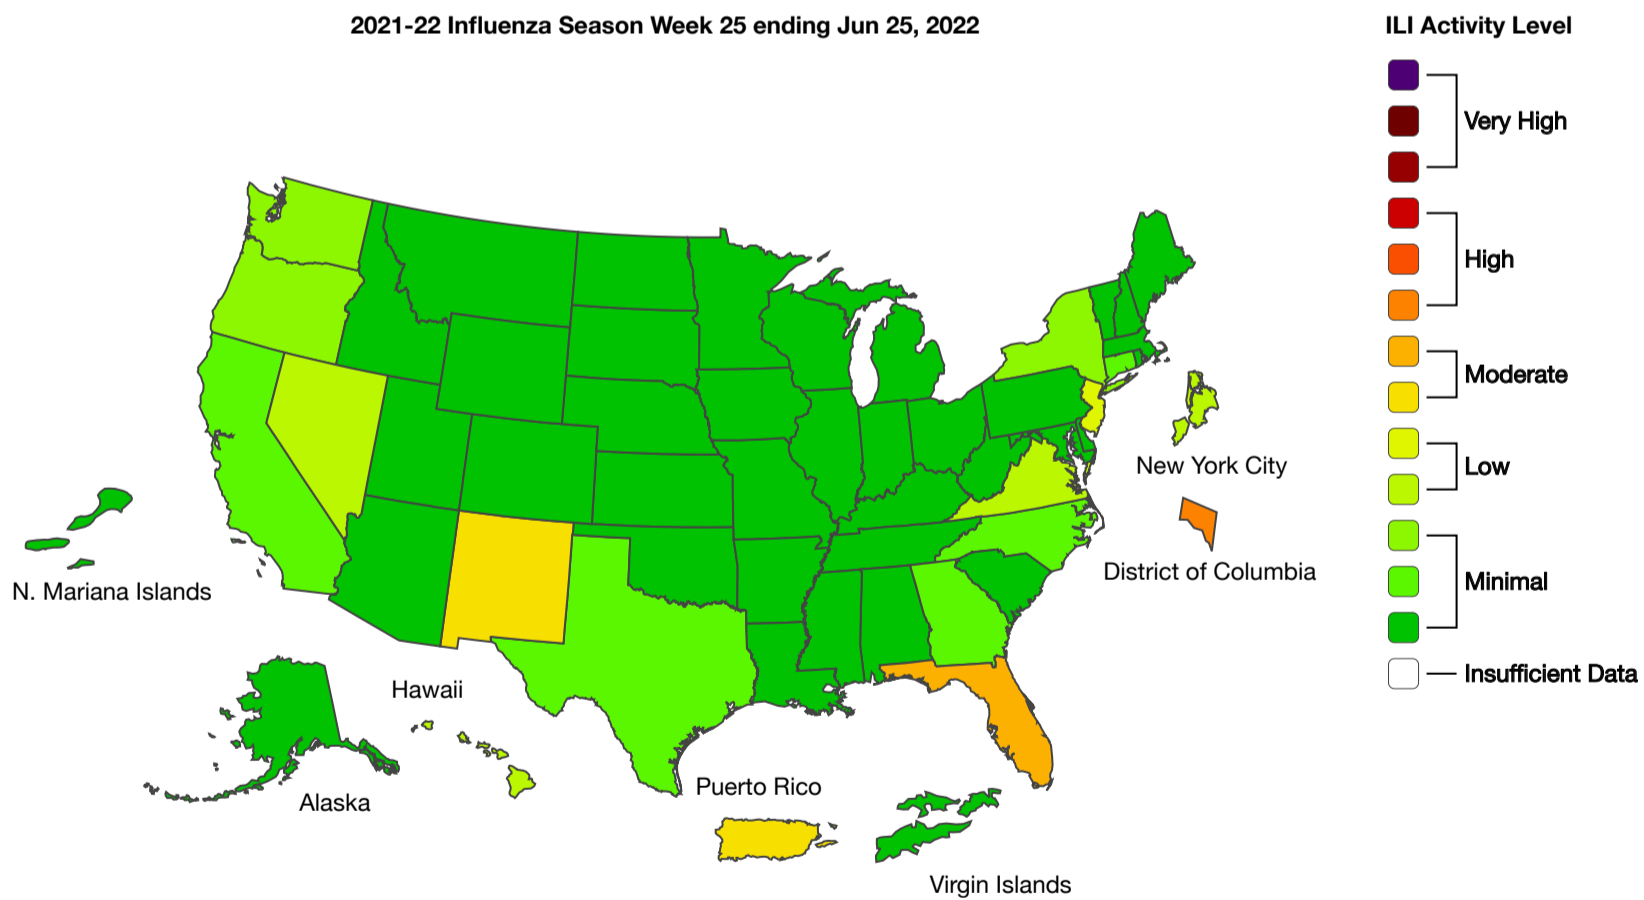 2021-22 Influenza Season Week 25 ending Jun 25, 2022
ILI Activity Level
Very High
High
Moderate
Low
Minimal
Insufficient Data
New York City
District of Columbia
N. Mariana Islands
Hawaii
Alaska
Puerto Rico
Virgin Islands